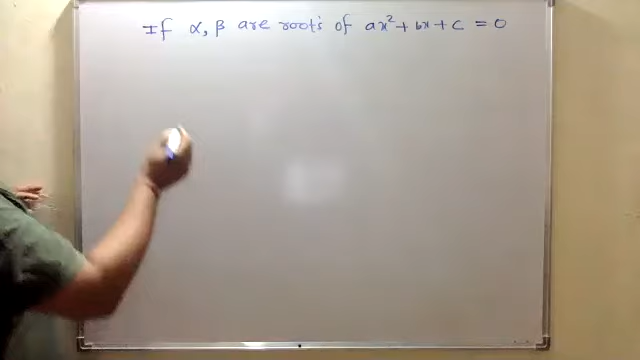 If α, β are roots of ax² + bx + c = 0